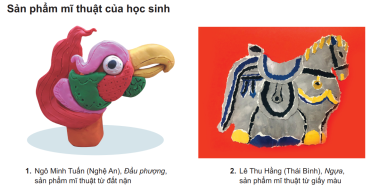 Sản phẩm mĩ thuật của học sinh
1. Ngô Minh Tuấn (Nghệ An), Đầu phượng,
sản phẩm mĩ thuật từ đất nặn
2. Lê Thu Hằng (Thái Bình), Ngựa,
sản phẩm mĩ thuật từ giấy màu